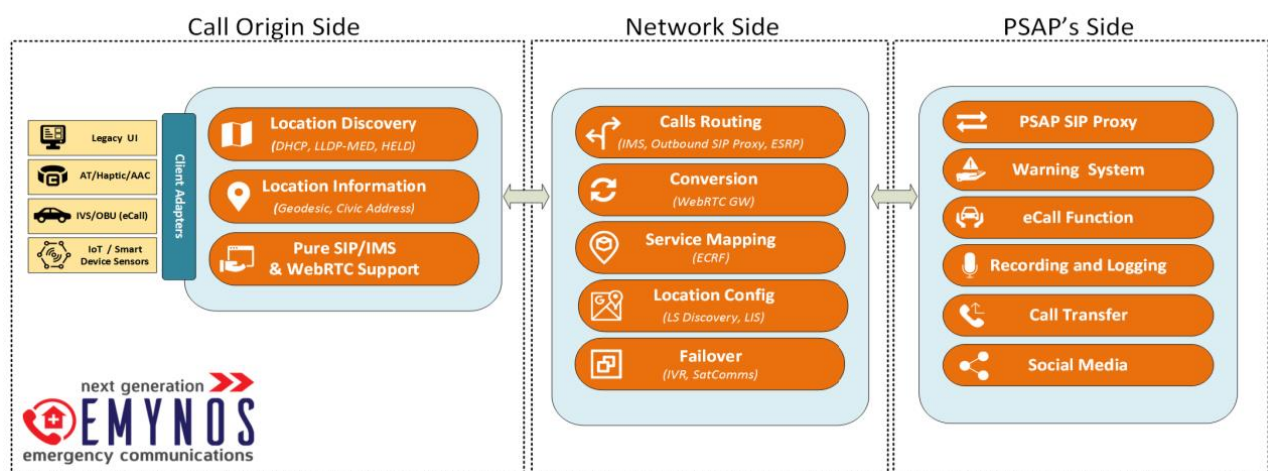 Call Origin Side
Legacy UI
AT/Haptic/AAC
IVS/OBU (eCall)
IoT / Smart
Device Sensors
Client Adapters
Location Discovery
(DHCP, LLDP-MED, HELD)
Location Information
(Geodesic, Civic Address)
Pure SIP/IMS
& WebRTC Support
next generation
EMYNOS
emergency communications
Network Side
Calls Routing
(IMS, Outbound SIP Proxy, ESRP)
Conversion
(WebRTC GW)
Service Mapping
(ECRF)
Location Config
(LS Discovery, LIS)
Failover
(IVR, SatComms)
PSAP's Side
PSAP SIP Proxy
Warning System
eCall Function
Recording and Logging
Call Transfer
Social Media